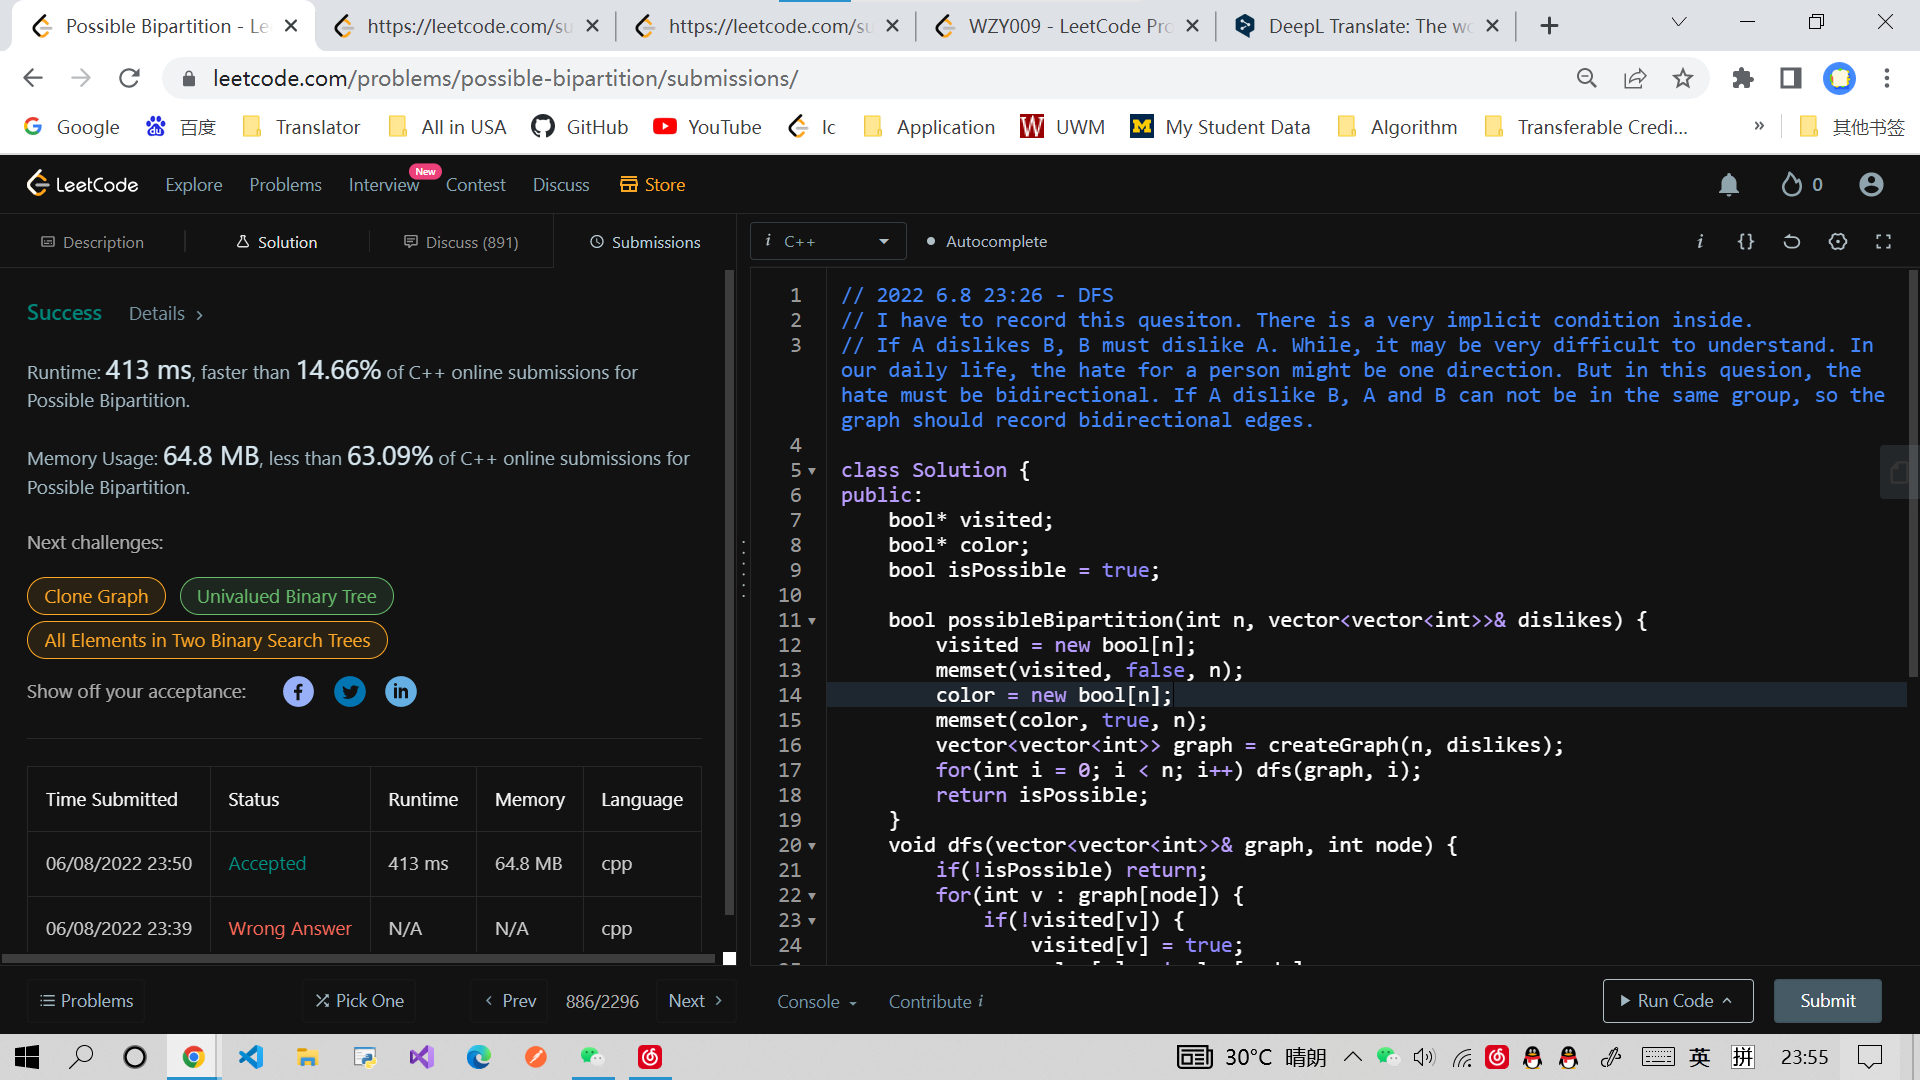 Possible Bipartition - Le
https://leetcode.com/su
https://leetcode.com/su
WZY009 - LeetCode Pro
DeepL Translate: The wo
leetcode.com/problems/possible-bipartition/submissions/
Google
百度
Translator
All in USA
GitHub
YouTube
lc
Application
UWM
My Student Data
Algorithm
Transferable Credi...
»
其他书签
LeetCode
Explore
Problems
Interview
New
Contest
Discuss
Store
0
Description
Solution
Discuss (891)
Submissions
i C++
Autocomplete
i {}
Success Details >
Runtime: 413 ms, faster than 14.66% of C++ online submissions for
Possible Bipartition.
Memory Usage: 64.8 MB, less than 63.09% of C++ online submissions for
Possible Bipartition.
Next challenges:
Clone Graph
Univalued Binary Tree
All Elements in Two Binary Search Trees
Show off your acceptance:
Time Submitted Status Runtime Memory Language
06/08/2022 23:50 Accepted 413 ms 64.8 MB cpp
06/08/2022 23:39 Wrong Answer N/A N/A cpp
1 // 2022 6.8 23:26 - DFS
2 // I have to record this quesiton. There is a very implicit condition inside.
3 // If A dislikes B, B must dislike A. While, it may be very difficult to understand. In
our daily life, the hate for a person might be one direction. But in this quesion, the
hate must be bidirectional. If A dislike B, A and B can not be in the same group, so the
graph should record bidirectional edges.
4
5 class Solution {
6 public:
7 bool* visited;
8 bool* color;
9 bool isPossible = true;
10
11 bool possibleBipartition(int n, vector<vector<int>>& dislikes) {
12 visited = new bool[n];
13 memset(visited, false, n);
14 color = new bool[n];
15 memset(color, true, n);
16 vector<vector<int>> graph = createGraph(n, dislikes);
17 for(int i = 0; i < n; i++) dfs(graph, i);
18 return isPossible;
19 }
20 void dfs(vector<vector<int>>& graph, int node) {
21 if(!isPossible) return;
22 for(int v : graph[node]) {
23 if(!visited[v]) {
24 visited[v] = true;
Problems
Pick One
< Prev
886/2296
Next >
Console
Contribute i
Run Code
Submit
30°C 晴朗
英
拼
23:55